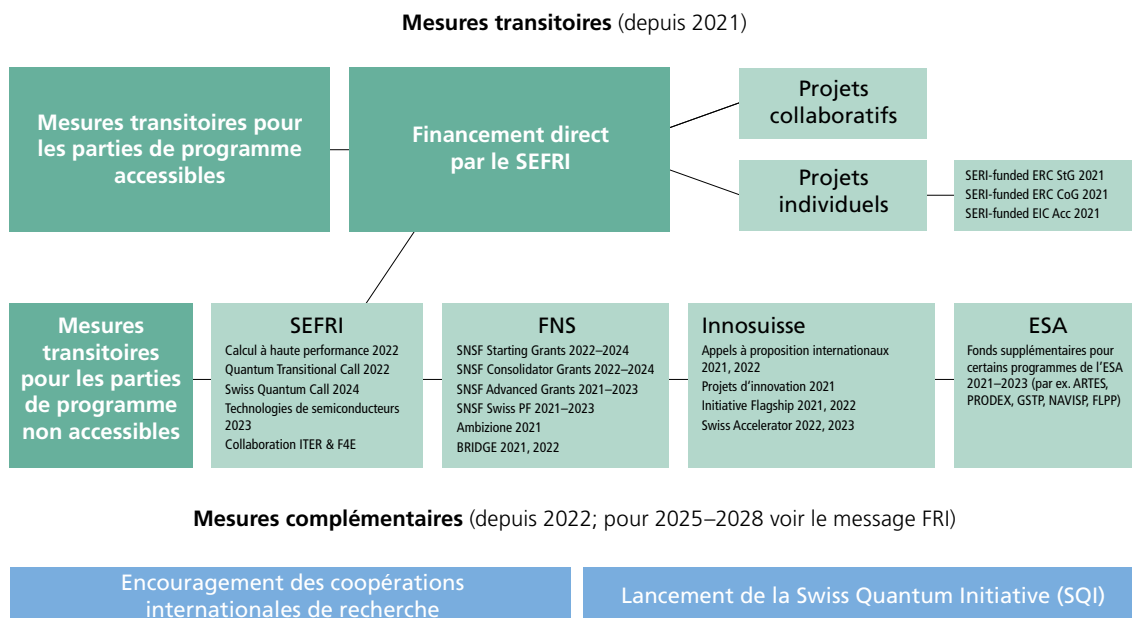 Mesures transitoires (depuis 2021)
Mesures transitoires pour
les parties de programme
accessibles
Financement direct
par le SEFRI
Projets
collaboratifs
Projets
individuels
SERI-funded ERC StG 2021
SERI-funded ERC CoG 2021
SERI-funded EIC Acc 2021
Mesures
transitoires
pour les parties
de programme
non accessibles
SEFRI
Calcul à haute performance 2022
Quantum Transitional Call 2022
Swiss Quantum Call 2024
Technologies de semiconducteurs
2023
Collaboration ITER & F4E
FNS
SNSF Starting Grants 2022–2024
SNSF Consolidator Grants 2022–2024
SNSF Advanced Grants 2021–2023
SNSF Swiss PF 2021–2023
Ambizione 2021
BRIDGE 2021, 2022
Innosuisse
Appels à proposition internationaux
2021, 2022
Projets d’innovation 2021
Initiative Flagship 2021, 2022
Swiss Accelerator 2022, 2023
ESA
Fonds supplémentaires pour
certains programmes de l’ESA
2021–2023 (par ex. ARTES,
PRODEX, GSTP, NAVISP, FLPP)
Mesures complémentaires (depuis 2022; pour 2025–2028 voir le message FRI)
Encouragement des coopérations
internationales de recherche
Lancement de la Swiss Quantum Initiative (SQI)